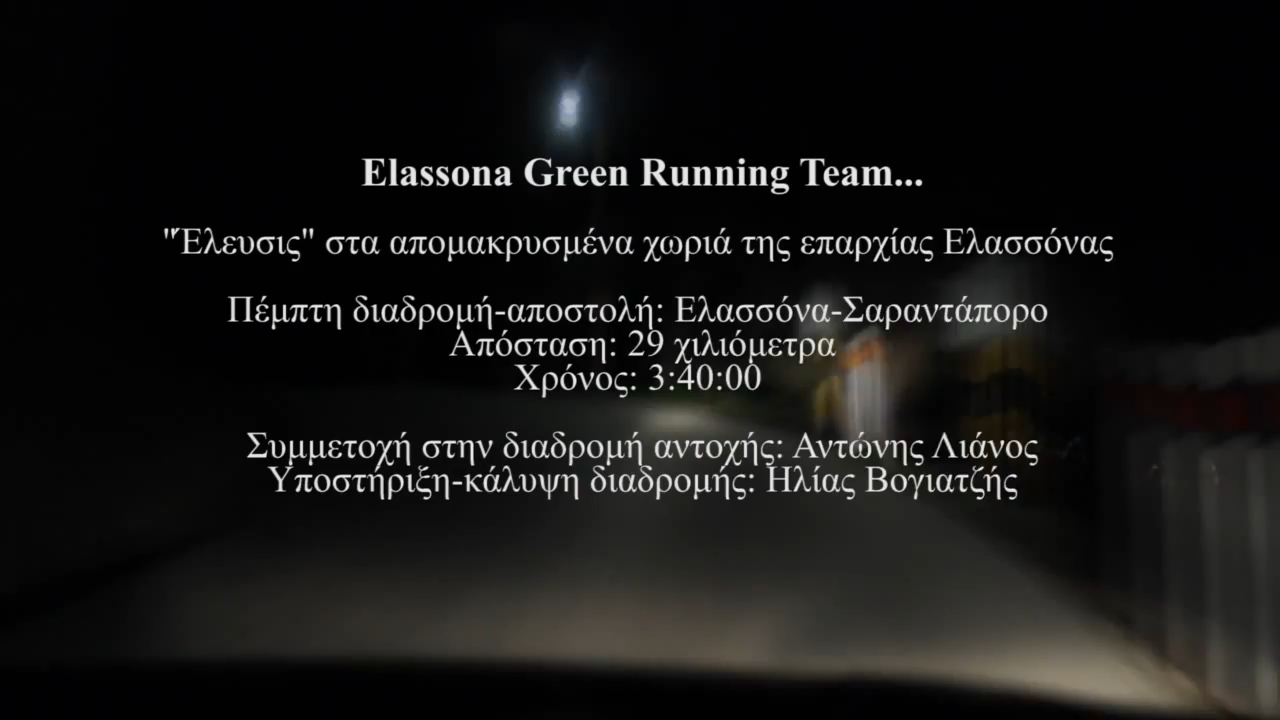 Elassona Green Running Team...
"Έλευσις" στα απομακρυσμένα χωριά της επαρχίας Ελασσόνας
Πέμπτη διαδρομή-αποστολή: Ελασσόνα-Σαραντάπορο
Απόσταση: 29 χιλιόμετρα
Χρόνος: 3:40:00
Συμμετοχή στην διαδρομή αντοχής: Αντώνης Λιάνος
Υποστήριξη-κάλυψη διαδρομής: Ηλίας Βογιατζής